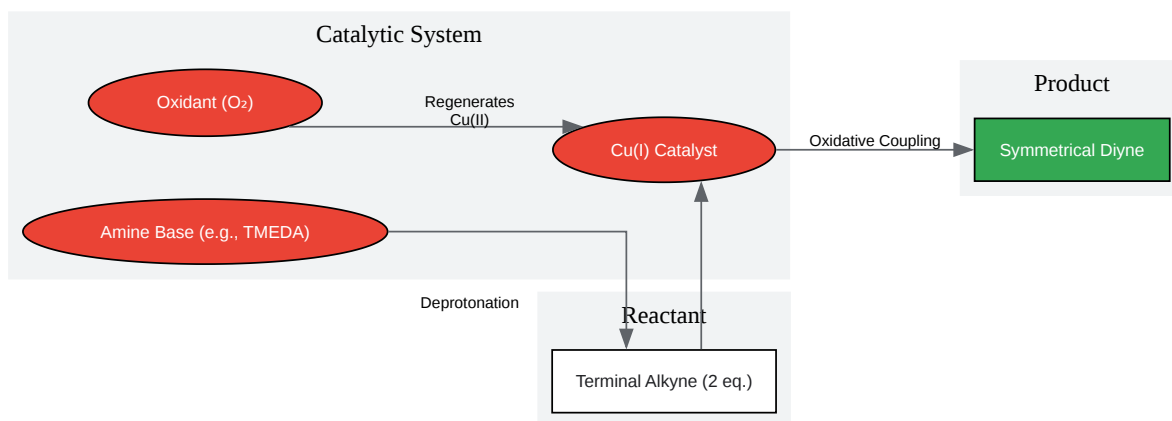 Catalytic System
Oxidant (O₂)
Regenerates
Cu(II)
Cu(I) Catalyst
Oxidative Coupling
Product
Symmetrical Diyne
Amine Base (e.g., TMEDA)
Deprotonation
Reactant
Terminal Alkyne (2 eq.)